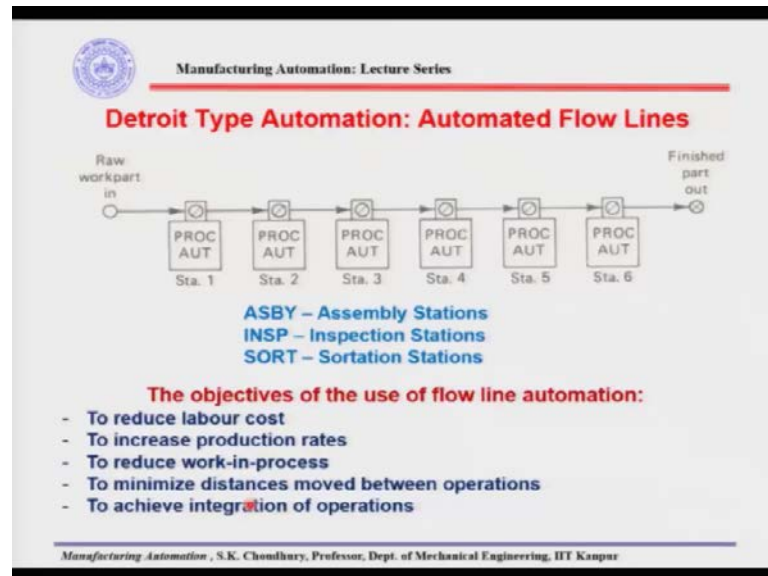 Manufacturing Automation: Lecture Series
Detroit Type Automation: Automated Flow Lines
Raw
workpart
in
Finished
part
out
PROC
AUT
PROC
AUT
PROC
AUT
PROC
AUT
PROC
AUT
PROC
AUT
Sta. 1
Sta. 2
Sta. 3
Sta. 4
Sta. 5
Sta. 6
ASBY – Assembly Stations
INSP – Inspection Stations
SORT – Sortation Stations
The objectives of the use of flow line automation:
- To reduce labour cost
- To increase production rates
- To reduce work-in-process
- To minimize distances moved between operations
- To achieve integration of operations
Manufacturing Automation , S.K. Choudhury, Professor, Dept. of Mechanical Engineering, IIT Kanpur